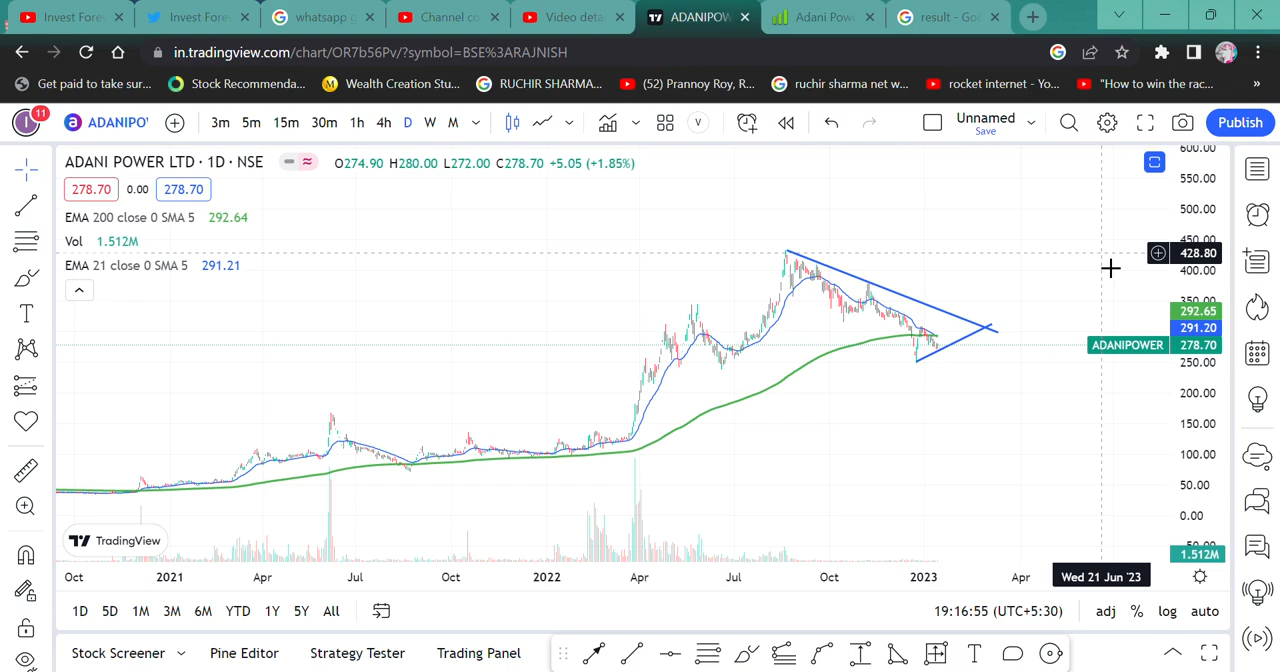 Invest Fore
Invest Fore
whatsapp g
Channel co
Video detai
ADANIPOW
Adani Powe
result - Goo
in.tradingview.com/chart/OR7b56Pv/?symbol=BSE%3ARAJNISH
Get paid to take sur...
Stock Recommenda...
Wealth Creation Stu...
RUCHIR SHARMA...
(52) Prannoy Roy, R...
ruchir sharma net w...
rocket internet - Yo...
"How to win the rac...
»
I
11
a
ADANIPO
3m
5m
15m
30m
1h
4h
D
W
M
V
Unnamed
Save
Publish
ADANI POWER LTD · 1D · NSE
O274.90 H280.00 L272.00 C278.70 +5.05 (+1.85%)
278.70
0.00
278.70
EMA 200 close 0 SMA 5 292.64
Vol 1.512M
EMA 21 close 0 SMA 5 291.21
600.00
550.00
500.00
450.00
428.80
400.00
350.00
292.65
291.20
ADANIPOWER
278.70
250.00
200.00
150.00
100.00
50.00
0.00
50.00
1.512M
TradingView
Oct
2021
Apr
Jul
Oct
2022
Apr
Jul
Oct
2023
Apr
Wed 21 Jun '23
1D
5D
1M
3M
6M
YTD
1Y
5Y
All
19:16:55 (UTC+5:30)
adj
%
log
auto
Stock Screener
Pine Editor
Strategy Tester
Trading Panel
T